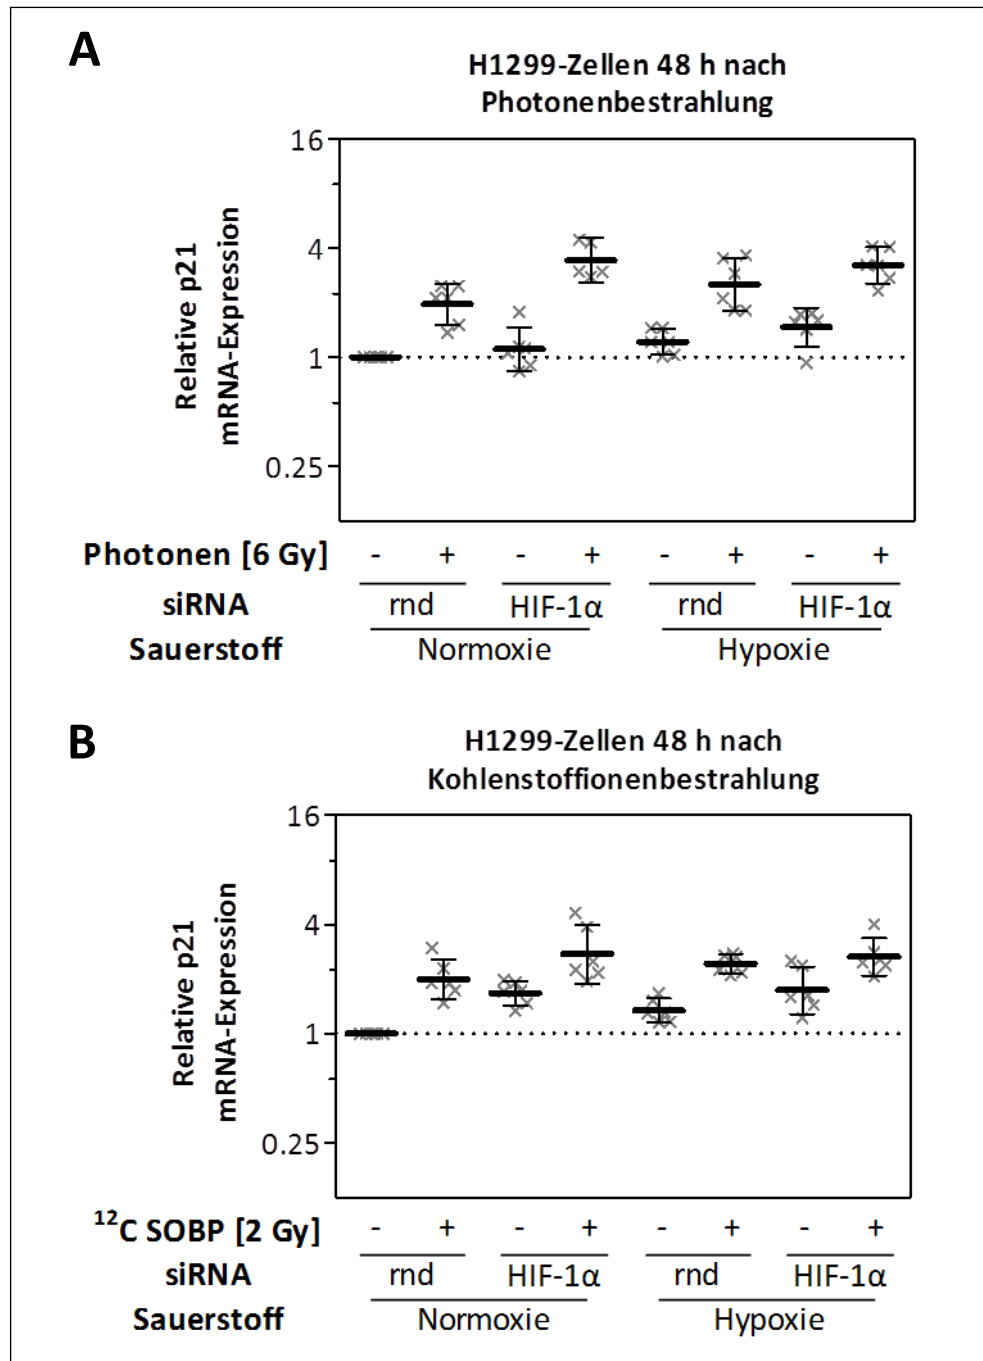 A
H1299-Zellen 48 h nach
Photonenbestrahlung
Relative p21
mRNA-Expression
16
4
1
0.25
Photonen [6 Gy] - + - + - + - +
siRNA rnd HIF-1α rnd HIF-1α
Sauerstoff Normoxie Hypoxie
B
H1299-Zellen 48 h nach
Kohlenstoffionenbestrahlung
Relative p21
mRNA-Expression
16
4
1
0.25
¹²C SOBP [2 Gy] - + - + - + - +
siRNA rnd HIF-1α rnd HIF-1α
Sauerstoff Normoxie Hypoxie